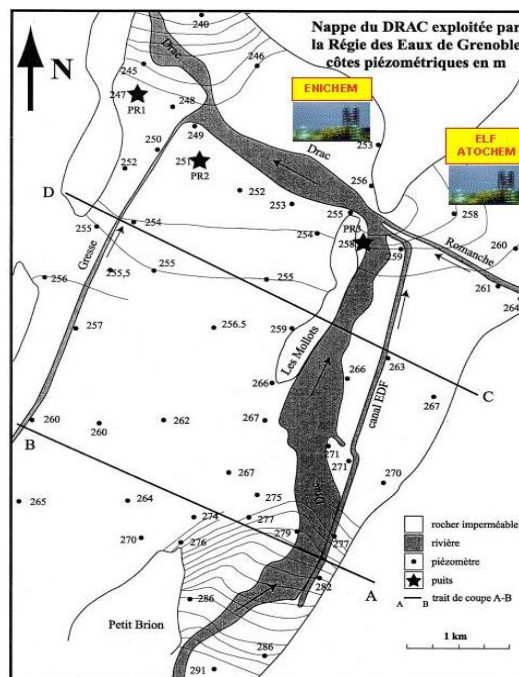 Nappe du DRAC exploitée par
la Régie des Eaux de Grenoble
côtes piézométriques en m
240
Drac
245
246
N
ENICHEM
247
PR1
248
ELF
ATOCHEM
249
250
Drac
253
251
PR2
252
256
D
252
253
255
258
254
254
PR3
258
255
259
Romanche
260
Gresse
255,5
255
255
261
264
256
257
256.5
259
Les Mollots
canal EDF
263
266
266
267
C
260
260
262
267
B
271
271
270
267
265
264
275
274
277
Drac
270
276
279
277
rocher imperméable
rivière
piézomètre
puits
A B trait de coupe A-B
A
282
286
Petit Brion
1 km
286
291